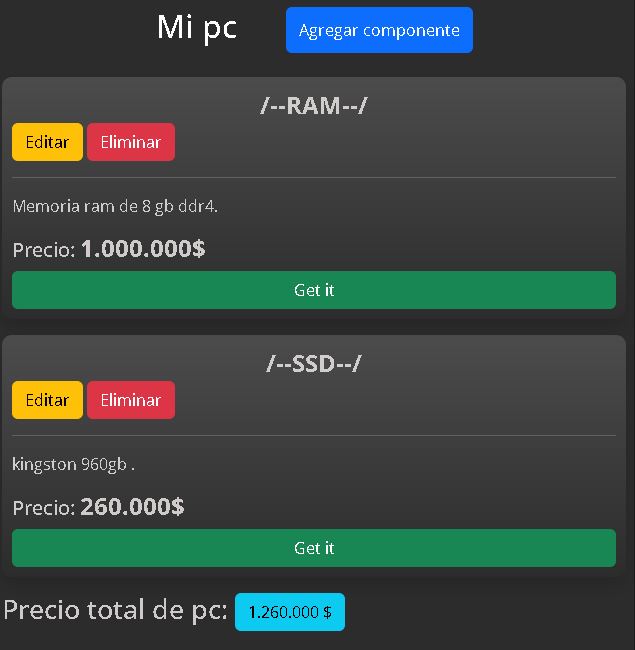 Mi pc
Agregar componente
/--RAM--/
Editar Eliminar
Memoria ram de 8 gb ddr4.
Precio: 1.000.000$
Get it
/--SSD--/
Editar Eliminar
kingston 960gb .
Precio: 260.000$
Get it
Precio total de pc: 1.260.000 $